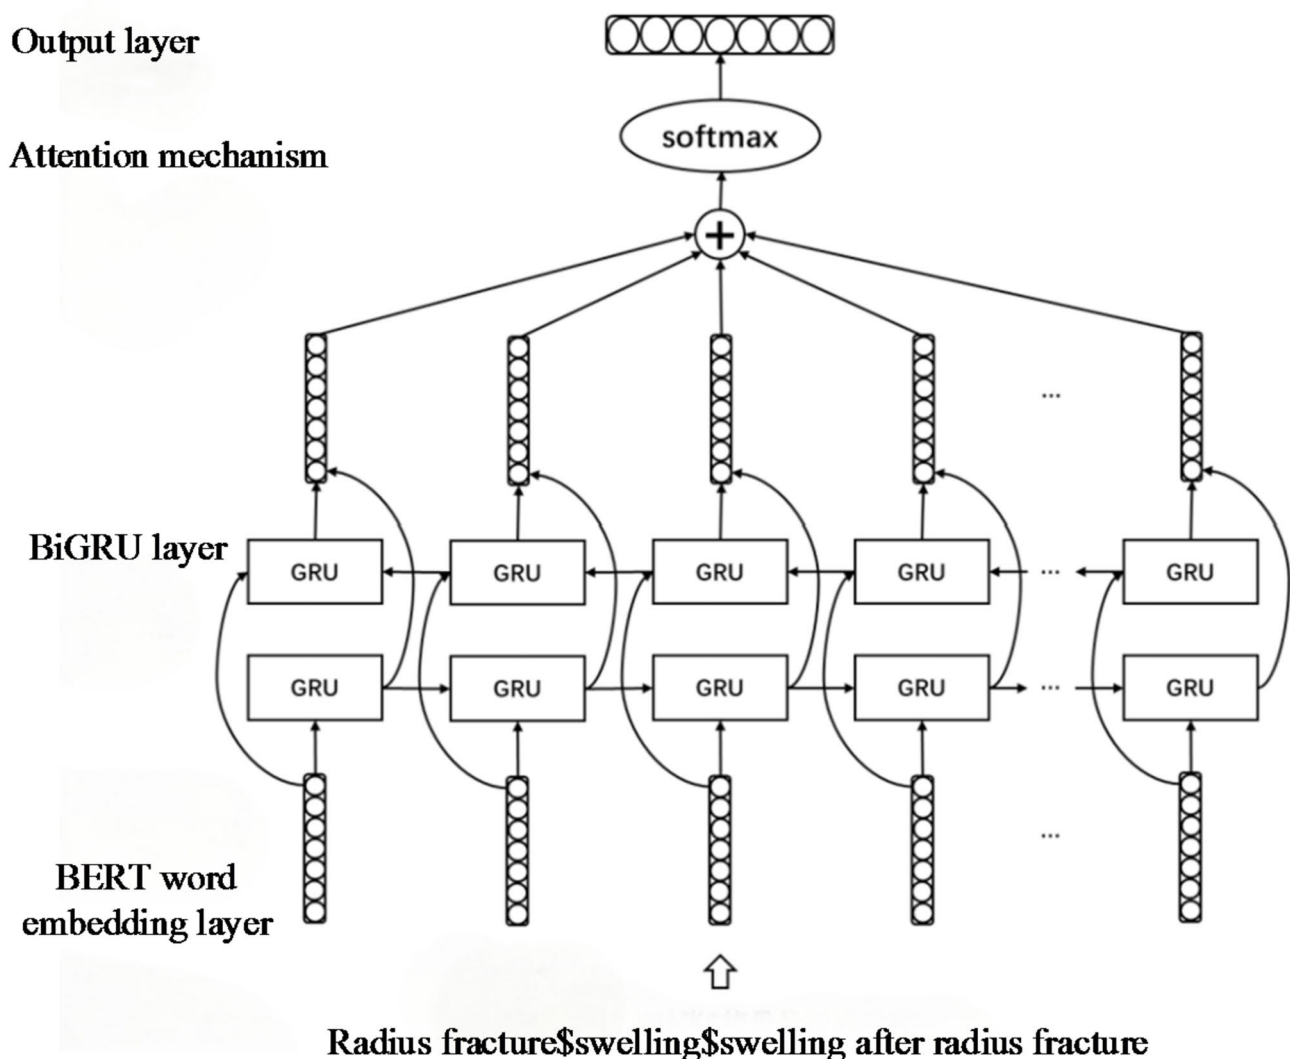 Output layer
softmax
Attention mechanism
+
...
BiGRU layer
GRU GRU GRU GRU ... GRU
GRU GRU GRU GRU ... GRU
...
BERT word
embedding layer
Radius fracture$swelling$swelling after radius fracture